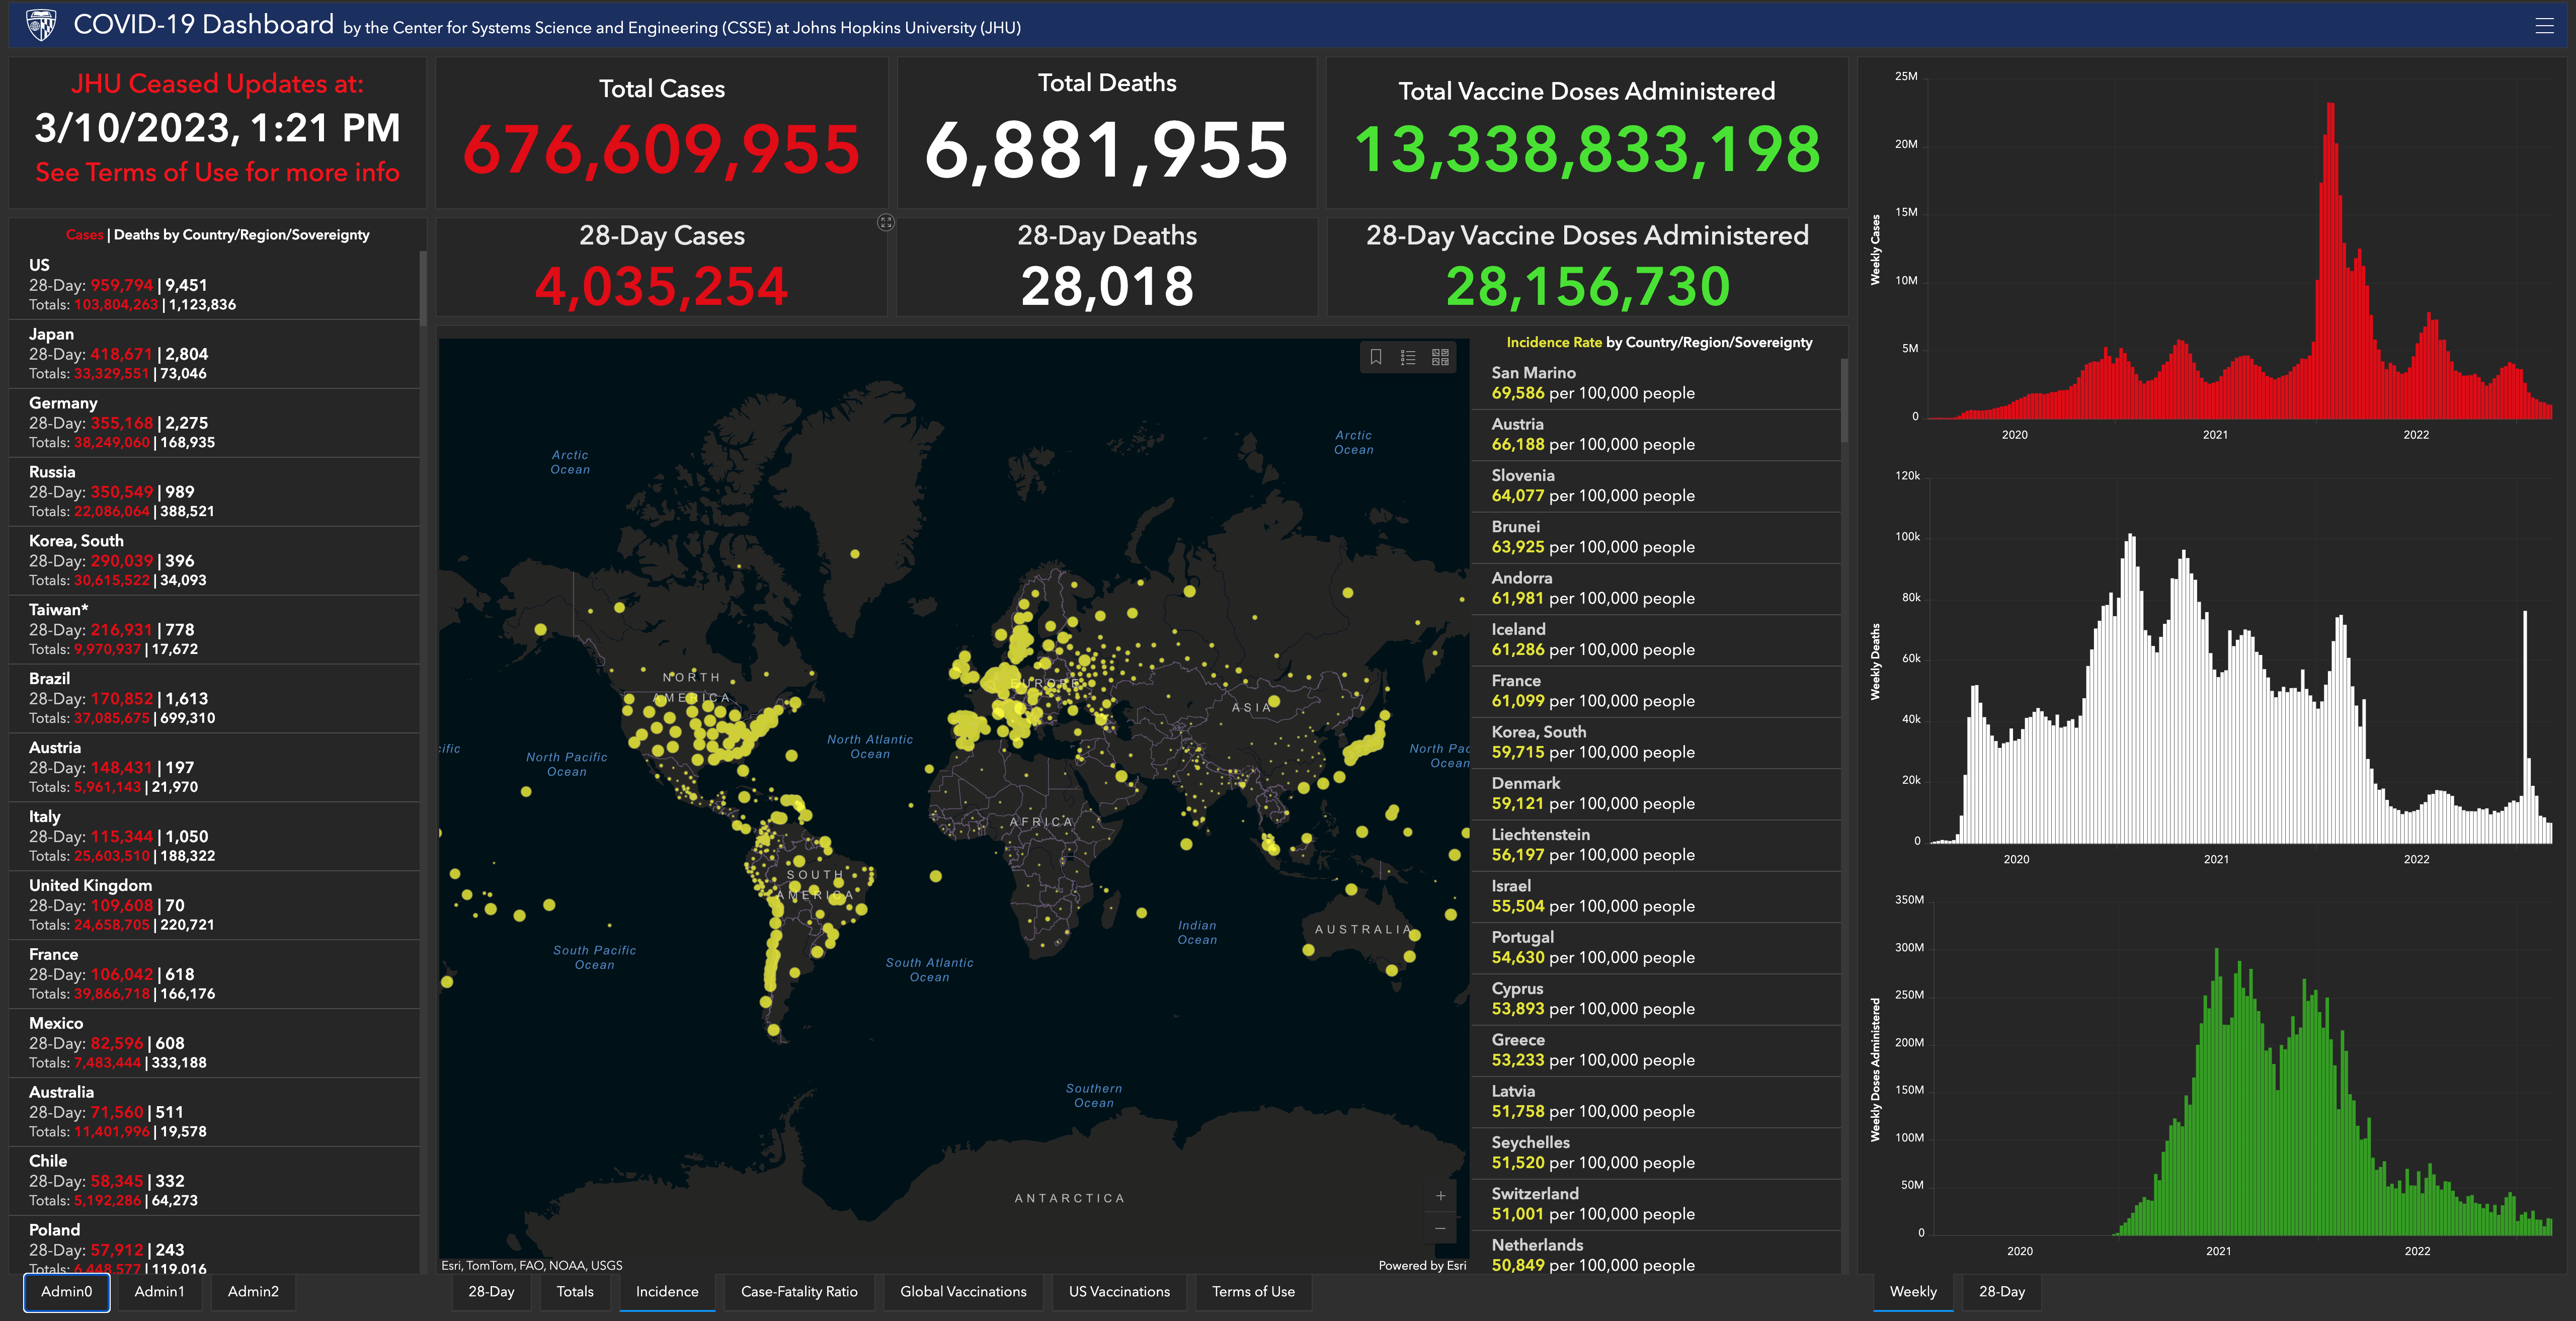 COVID-19 Dashboard by the Center for Systems Science and Engineering (CSSE) at Johns Hopkins University (JHU)
JHU Ceased Updates at:
3/10/2023, 1:21 PM
See Terms of Use for more info
Total Cases
676,609,955
Total Deaths
6,881,955
Total Vaccine Doses Administered
13,338,833,198
28-Day Cases
4,035,254
28-Day Deaths
28,018
28-Day Vaccine Doses Administered
28,156,730
Cases | Deaths by Country/Region/Sovereignty
US
28-Day: 959,794 | 9,451
Totals: 103,804,263 | 1,123,836
Japan
28-Day: 418,671 | 2,804
Totals: 33,329,551 | 73,046
Germany
28-Day: 355,168 | 2,275
Totals: 38,249,060 | 168,935
Russia
28-Day: 350,549 | 989
Totals: 22,086,064 | 388,521
Korea, South
28-Day: 290,039 | 396
Totals: 30,615,522 | 34,093
Taiwan*
28-Day: 216,931 | 778
Totals: 9,970,937 | 17,672
Brazil
28-Day: 170,852 | 1,613
Totals: 37,085,675 | 699,310
Austria
28-Day: 148,431 | 197
Totals: 5,961,143 | 21,970
Italy
28-Day: 115,344 | 1,050
Totals: 25,603,510 | 188,322
United Kingdom
28-Day: 109,608 | 70
Totals: 24,658,705 | 220,721
France
28-Day: 106,042 | 618
Totals: 39,866,718 | 166,176
Mexico
28-Day: 82,596 | 608
Totals: 7,483,444 | 333,188
Australia
28-Day: 71,560 | 511
Totals: 11,401,996 | 19,578
Chile
28-Day: 58,345 | 332
Totals: 5,192,286 | 64,273
Poland
28-Day: 57,912 | 243
Totals: 6,448,577 | 119,016
Admin0
Admin1
Admin2
Arctic
Ocean
Arctic
Ocean
NORTH
AMERICA
EUROPE
ASIA
cific
North Pacific
Ocean
North Atlantic
Ocean
North Pac
Ocean
AFRICA
SOUTH
AMERICA
AUSTRALIA
Indian
Ocean
South Pacific
Ocean
South Atlantic
Ocean
Southern
Ocean
ANTARCTICA
+
−
Esri, TomTom, FAO, NOAA, USGS
Powered by Esri
Incidence Rate by Country/Region/Sovereignty
San Marino
69,586 per 100,000 people
Austria
66,188 per 100,000 people
Slovenia
64,077 per 100,000 people
Brunei
63,925 per 100,000 people
Andorra
61,981 per 100,000 people
Iceland
61,286 per 100,000 people
France
61,099 per 100,000 people
Korea, South
59,715 per 100,000 people
Denmark
59,121 per 100,000 people
Liechtenstein
56,197 per 100,000 people
Israel
55,504 per 100,000 people
Portugal
54,630 per 100,000 people
Cyprus
53,893 per 100,000 people
Greece
53,233 per 100,000 people
Latvia
51,758 per 100,000 people
Seychelles
51,520 per 100,000 people
Switzerland
51,001 per 100,000 people
Netherlands
50,849 per 100,000 people
28-Day
Totals
Incidence
Case-Fatality Ratio
Global Vaccinations
US Vaccinations
Terms of Use
Weekly Cases
25M
20M
15M
10M
5M
0
2020
2021
2022
Weekly Deaths
120k
100k
80k
60k
40k
20k
0
2020
2021
2022
Weekly Doses Administered
350M
300M
250M
200M
150M
100M
50M
0
2020
2021
2022
Weekly
28-Day